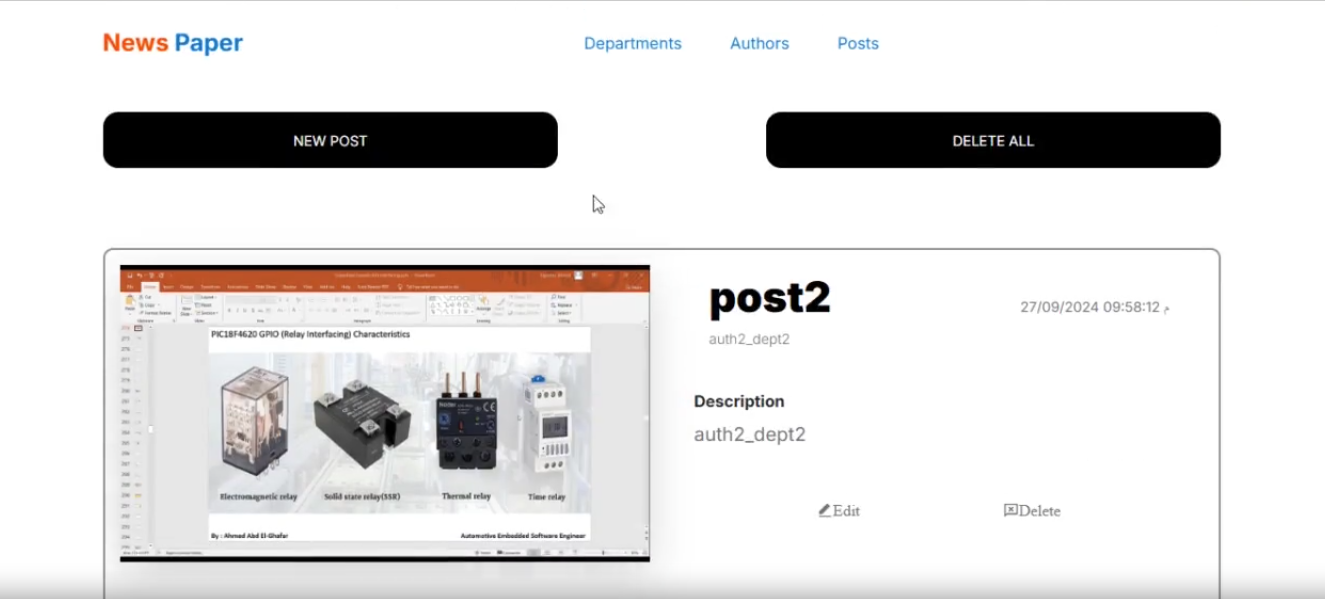 News Paper
Departments Authors Posts
NEW POST DELETE ALL
post2
27/09/2024 09:58:12 م
auth2_dept2
Description
auth2_dept2
Edit Delete
PIC18F4620 GPIO (Relay Interfacing) Characteristics
Electromagnetic relay Solid state relay(SSR) Thermal relay Time relay
By : Ahmed Abd El-Ghafar Automotive Embedded Software Engineer